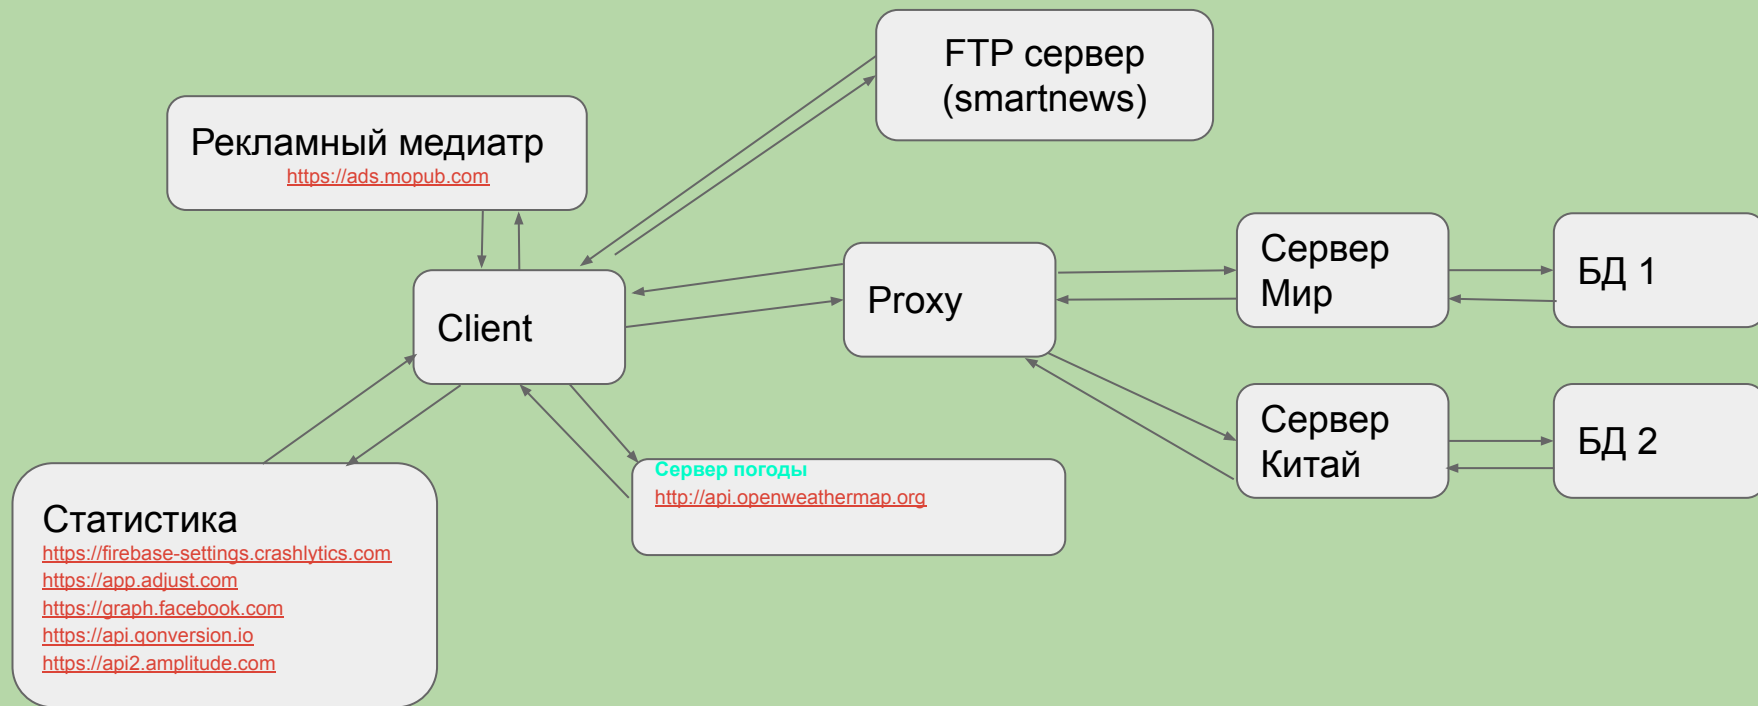 FTP сервер
(smartnews)
Рекламный медиатр
https://ads.mopub.com
Client
Proxy
Сервер
Мир
БД 1
Сервер
Китай
БД 2
Сервер погоды
http://api.openweathermap.org
Статистика
https://firebase-settings.crashlytics.com
https://app.adjust.com
https://graph.facebook.com
https://api.qonversion.io
https://api2.amplitude.com